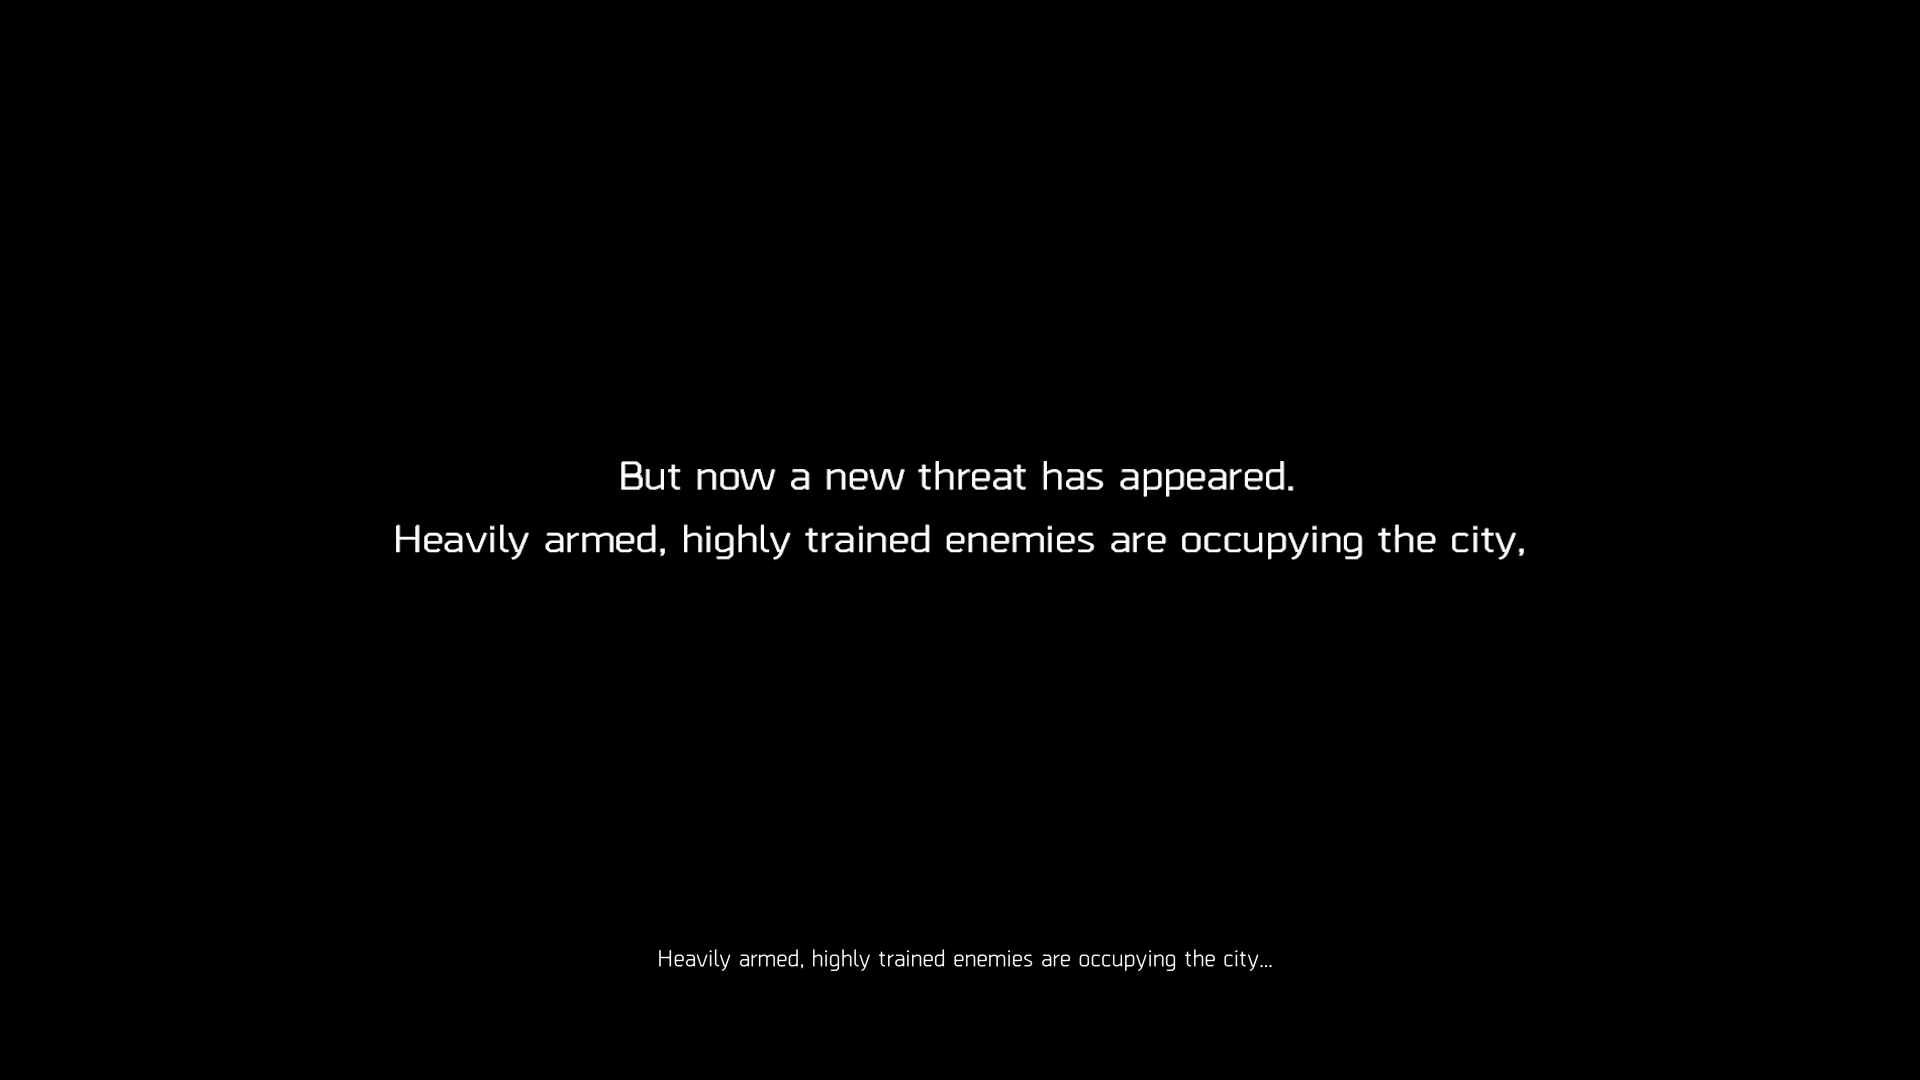 But now a new threat has appeared.
Heavily armed, highly trained enemies are occupying the city,
Heavily armed, highly trained enemies are occupying the city...